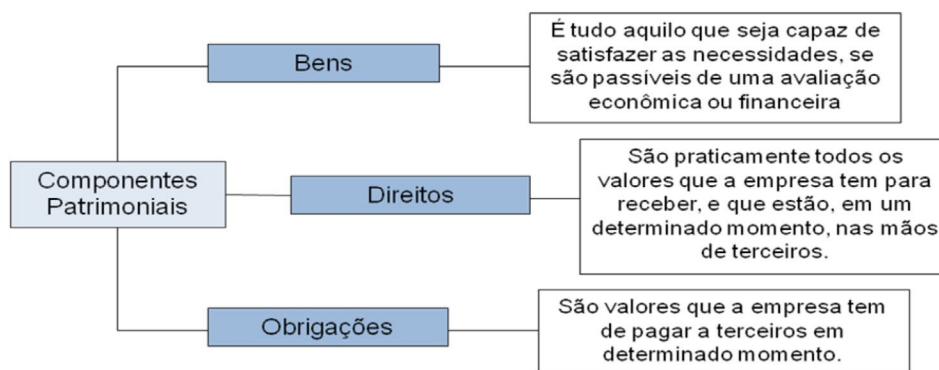 Bens
É tudo aquilo que seja capaz de
satisfazer as necessidades, se
são passíveis de uma avaliação
econômica ou financeira
Componentes
Patrimoniais
Direitos
São praticamente todos os
valores que a empresa tem para
receber, e que estão, em um
determinado momento, nas mãos
de terceiros.
Obrigações
São valores que a empresa tem
de pagar a terceiros em
determinado momento.